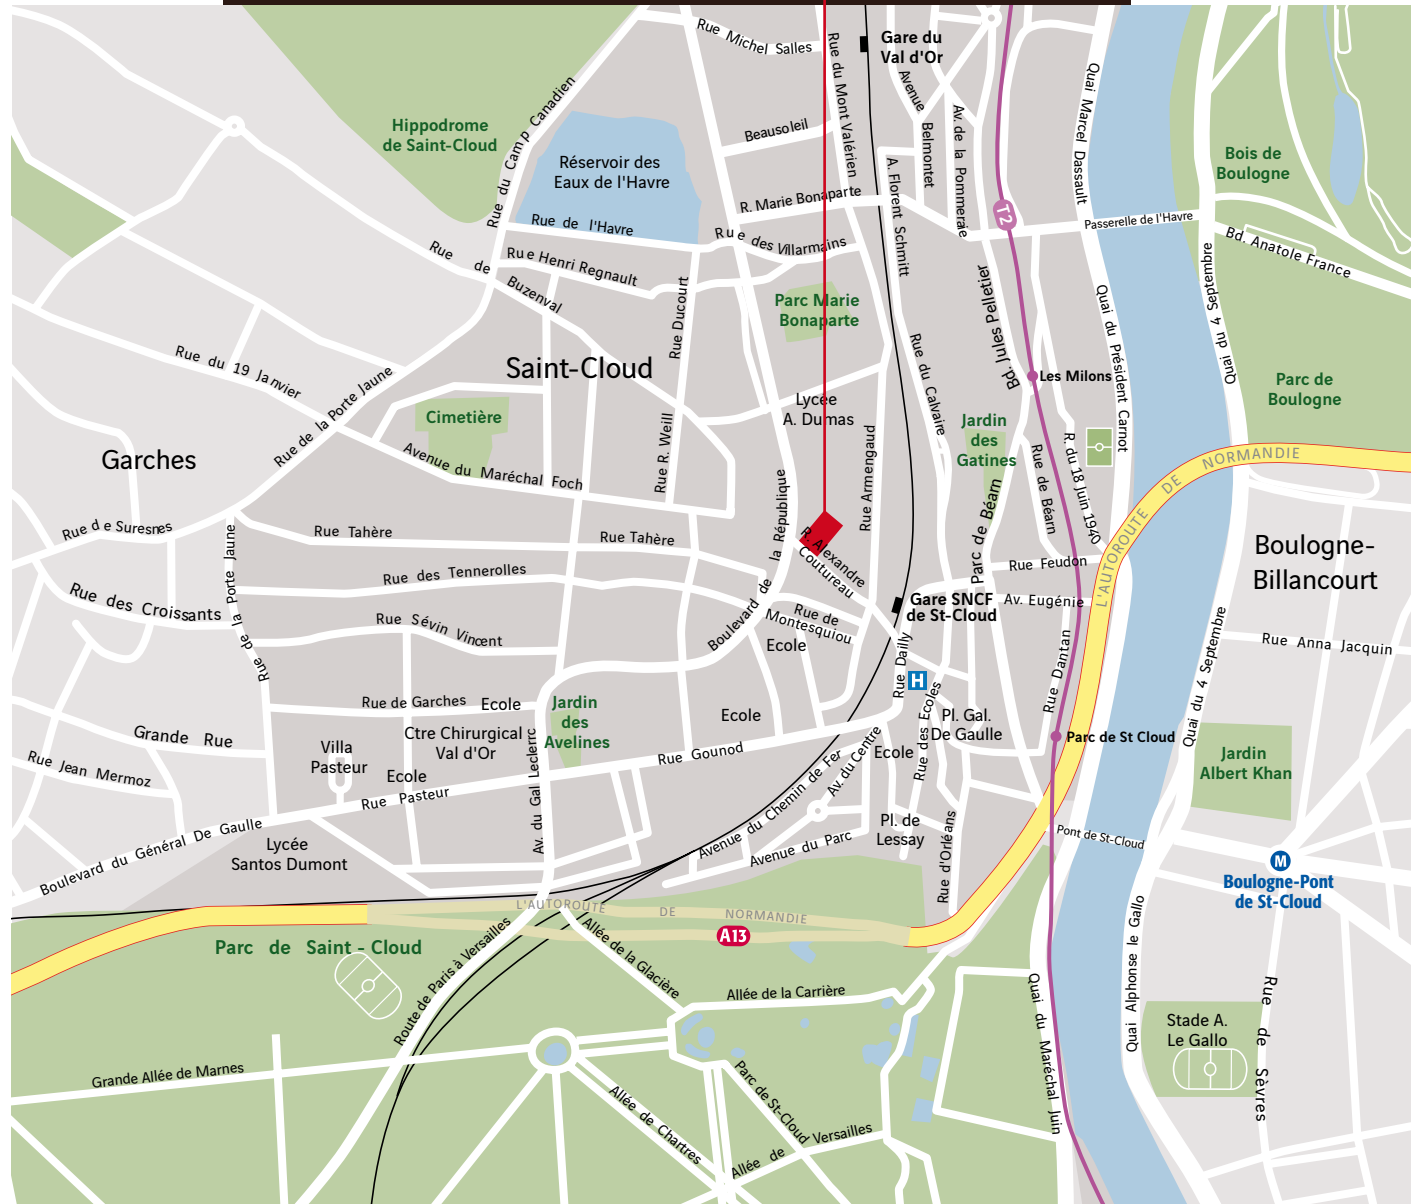 Rue Michel Salles
Rue du Mont Valérien
Gare du
Val d'Or
Avenue
Belmontet
Av. de la Pommeraie
Quai Marcel Dassault
Rue du Camp Canadien
Hippodrome
de Saint-Cloud
Réservoir des
Eaux de l'Havre
Beausoleil
A. Florent Schmitt
Bois de
Boulogne
R. Marie Bonaparte
T2
Passerelle de l'Havre
Rue de l'Havre
Rue des Villarmains
Bd. Anatole France
Rue de Buzenval
Rue Henri Regnault
Quai du 4 Septembre
Rue Ducourt
Parc Marie
Bonaparte
Bd. Jules Pelletier
Quai du Président Carnot
Rue du 19 Janvier
Saint-Cloud
Rue du Calvaire
Les Milons
Parc de
Boulogne
Rue de la Porte Jaune
Cimetière
Lycée
A. Dumas
Jardin
des
Gatines
Garches
Avenue du Maréchal Foch
Rue R. Weill
Rue Armengaud
Rue de Béarn
R. du 18 Juin 1940
L'AUTOROUTE DE NORMANDIE
Rue de Suresnes
Rue Tahère
Rue Tahère
Boulevard de la République
R. Alexandre
Coutureau
Parc de Béarn
Rue Feudon
Boulogne-
Billancourt
Rue de la Porte Jaune
Rue des Tennerolles
Gare SNCF
de St-Cloud
Av. Eugénie
Rue des Croissants
Rue Sévin Vincent
Rue de
Montesquiou
Ecole
Rue Dailly
Rue Dantan
Quai du 4 Septembre
Rue Anna Jacquin
H
Rue de Garches
Ecole
Jardin
des
Avelines
Ecole
Rue des Ecoles
Pl. Gal.
De Gaulle
Grande Rue
Villa
Pasteur
Ctre Chirurgical
Val d'Or
Ecole
Av. du Gal Leclerc
Rue Gounod
Av. du Centre
Ecole
Parc de St Cloud
Jardin
Albert Khan
Rue Jean Mermoz
Rue Pasteur
Avenue du Chemin de Fer
Boulevard du Général De Gaulle
Lycée
Santos Dumont
Avenue du Parc
Pl. de
Lessay
Rue d'Orléans
Pont de St-Cloud
M
Boulogne-Pont
de St-Cloud
L'AUTOROUTE DE NORMANDIE
A13
Parc de Saint - Cloud
Route de Paris à Versailles
Allée de la Glacière
Allée de la Carrière
Quai Alphonse le Gallo
Quai du Maréchal Juin
Stade A.
Le Gallo
Rue de Sèvres
Grande Allée de Marnes
Allée de Chartres
Parc de St-Cloud
Allée de Versailles